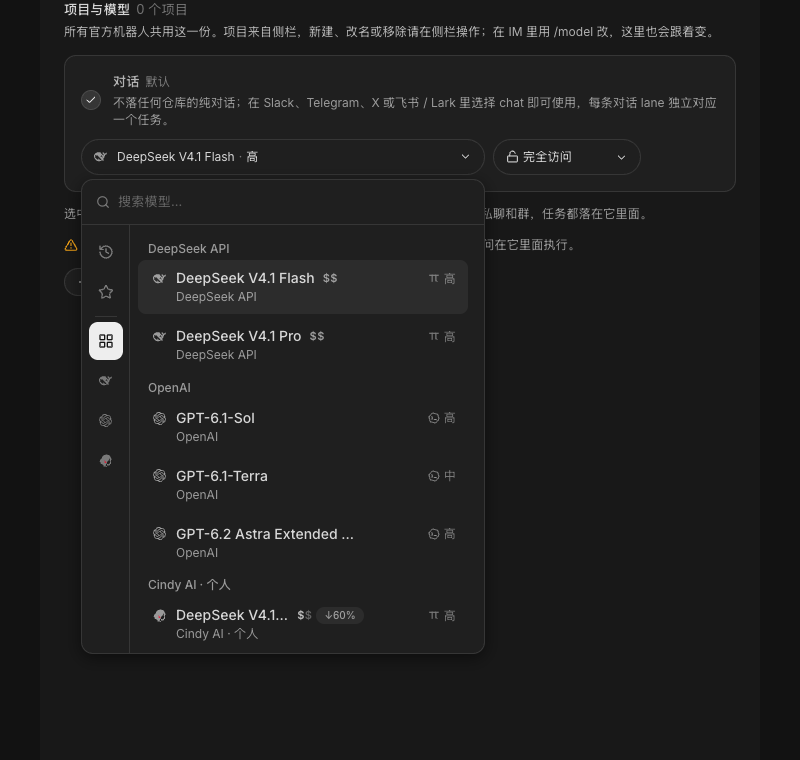 项目与模型 0 个项目
所有官方机器人共用这一份。项目来自侧栏，新建、改名或移除请在侧栏操作；在 IM 里用 /model 改，这里也会跟着变。
对话 默认
不落任何仓库的纯对话；在 Slack、Telegram、X 或飞书 / Lark 里选择 chat 即可使用，每条对话 lane 独立对应
一个任务。
DeepSeek V4.1 Flash · 高
完全访问
选
私聊和群，任务都落在它里面。
搜索模型...
问在它里面执行。
DeepSeek API
DeepSeek V4.1 Flash $$ π 高
DeepSeek API
DeepSeek V4.1 Pro $$ π 高
DeepSeek API
OpenAI
GPT-6.1-Sol 高
OpenAI
GPT-6.1-Terra 中
OpenAI
GPT-6.2 Astra Extended ... 高
OpenAI
Cindy AI · 个人
DeepSeek V4.1... $$ ↓60% π 高
Cindy AI · 个人